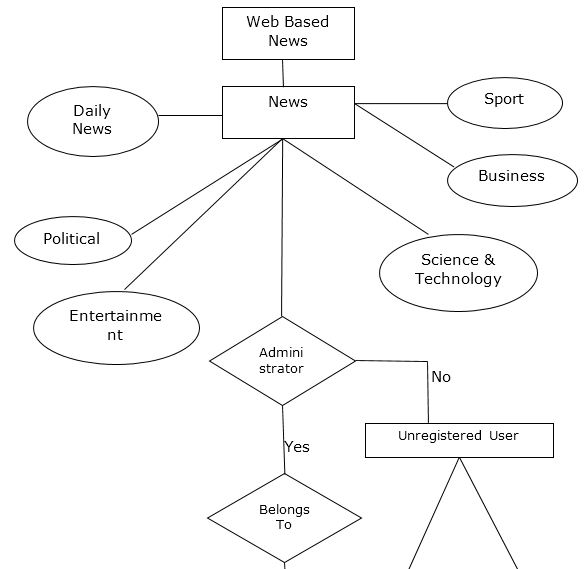 Web Based
News
News
Daily
News
Sport
Business
Political
Science &
Technology
Entertainme
nt
Admini
strator
No
Unregistered User
Yes
Belongs
To